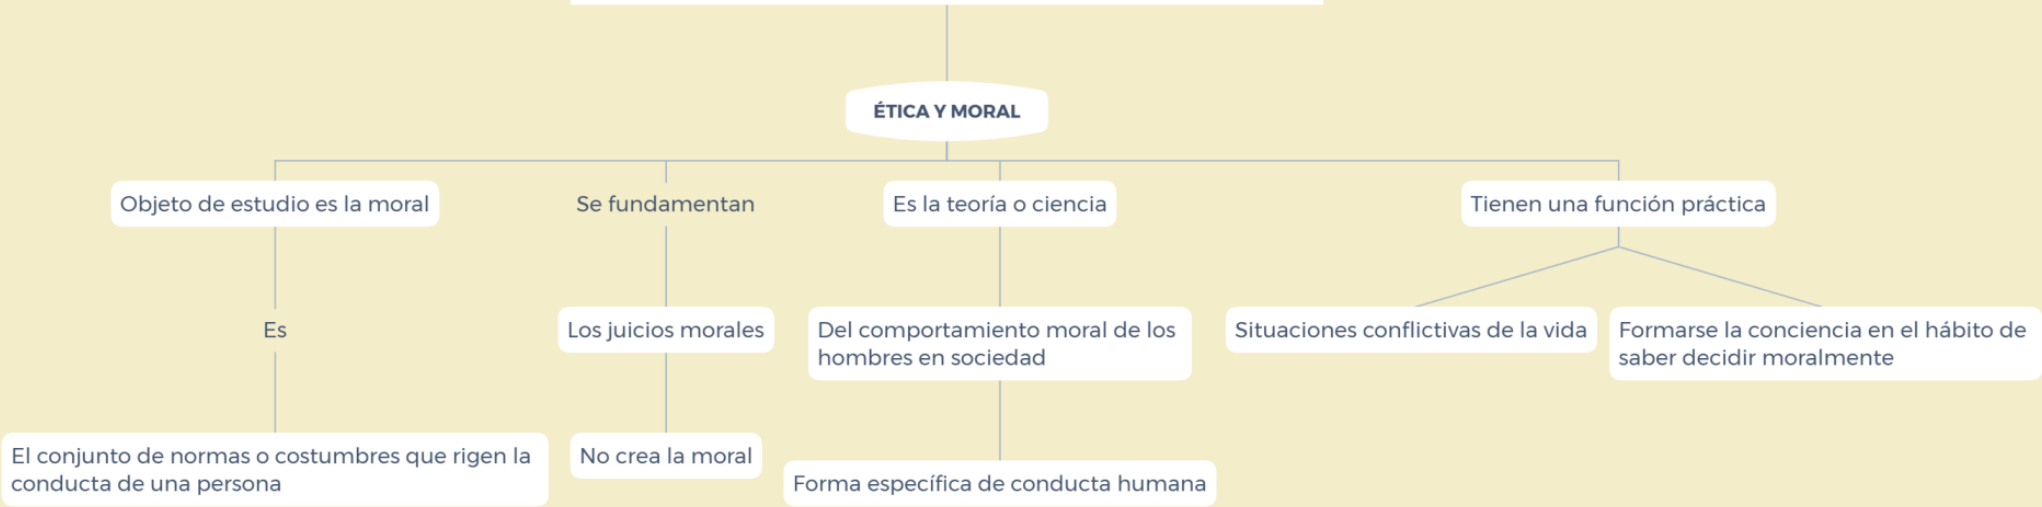 ÉTICA Y MORAL
Objeto de estudio es la moral
Se fundamentan
Es la teoría o ciencia
Tienen una función práctica
Es
Los juicios morales
Del comportamiento moral de los
hombres en sociedad
Situaciones conflictivas de la vida
Formarse la conciencia en el hábito de
saber decidir moralmente
El conjunto de normas o costumbres que rigen la
conducta de una persona
No crea la moral
Forma específica de conducta humana